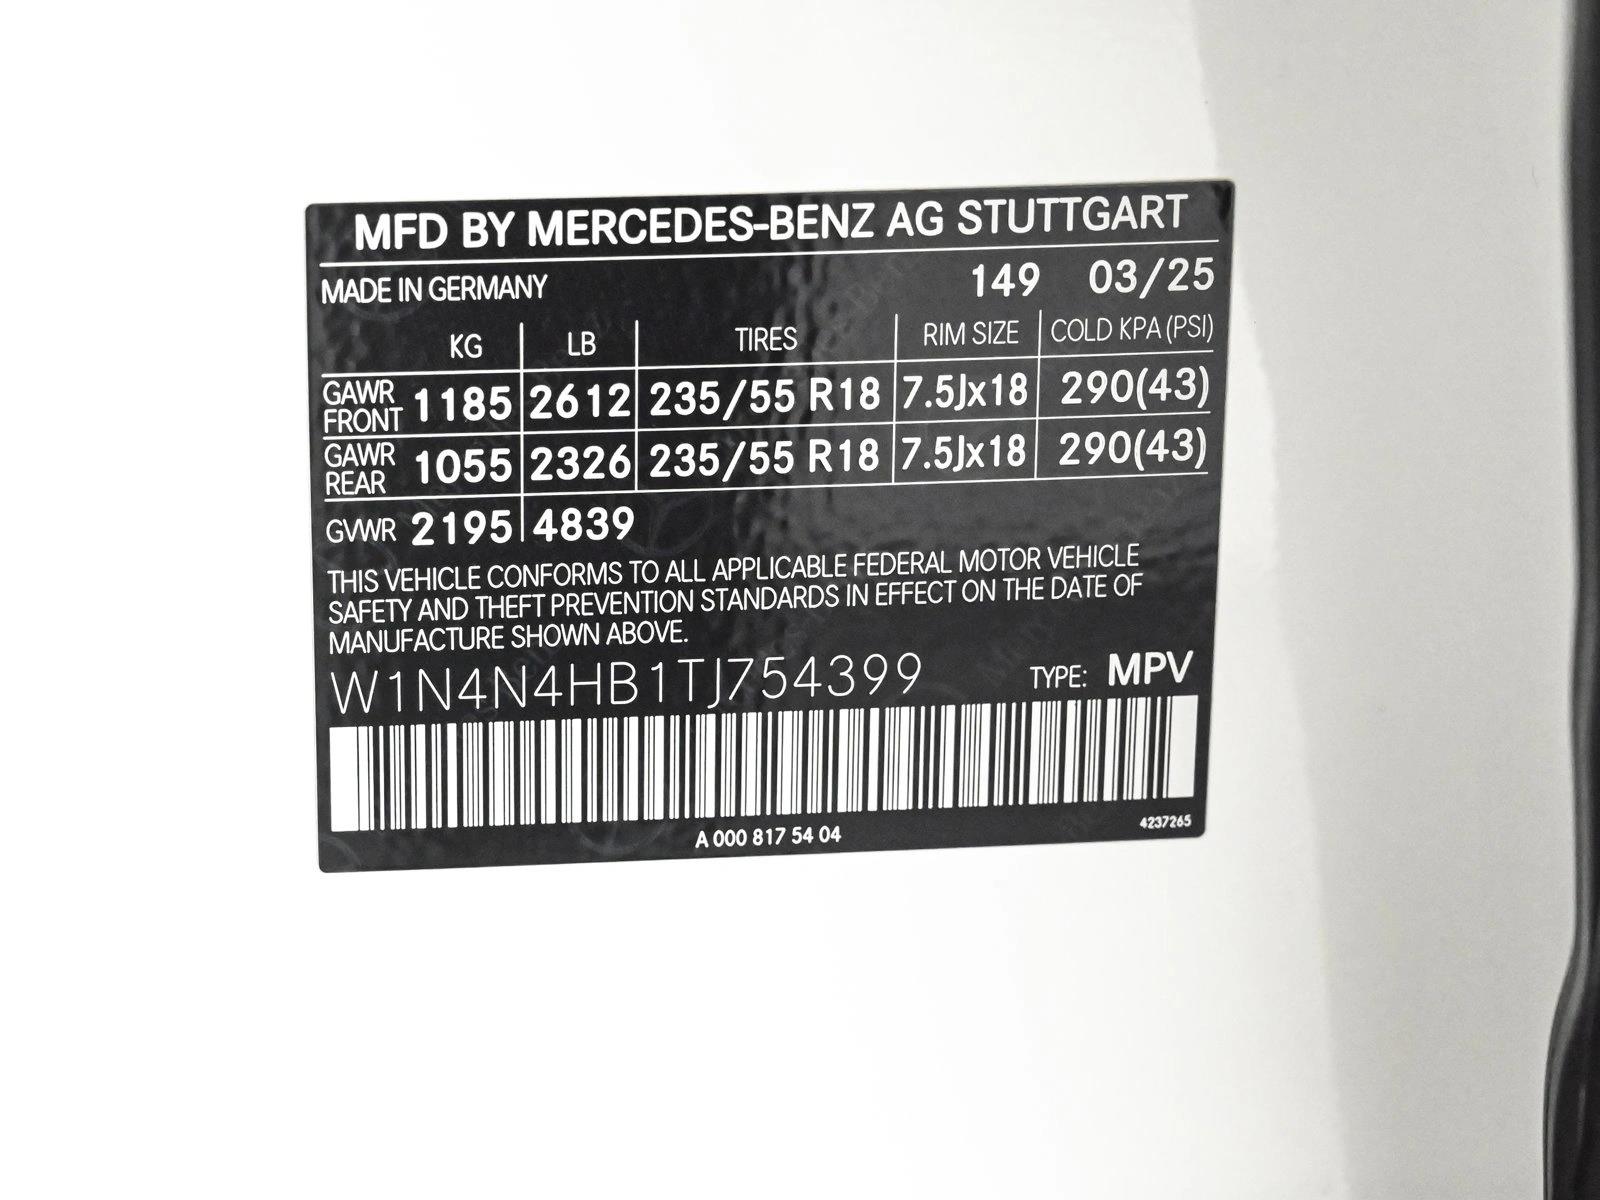 MFD BY MERCEDES-BENZ AG STUTTGART
MADE IN GERMANY 149 03/25
KG LB TIRES RIM SIZE COLD KPA (PSI)
GAWR FRONT 1185 2612 235/55 R18 7.5Jx18 290(43)
GAWR REAR 1055 2326 235/55 R18 7.5Jx18 290(43)
GVWR 2195 4839
THIS VEHICLE CONFORMS TO ALL APPLICABLE FEDERAL MOTOR VEHICLE
SAFETY AND THEFT PREVENTION STANDARDS IN EFFECT ON THE DATE OF
MANUFACTURE SHOWN ABOVE.
W1N4N4HB1TJ754399 TYPE: MPV
A 000 817 54 04 4237265